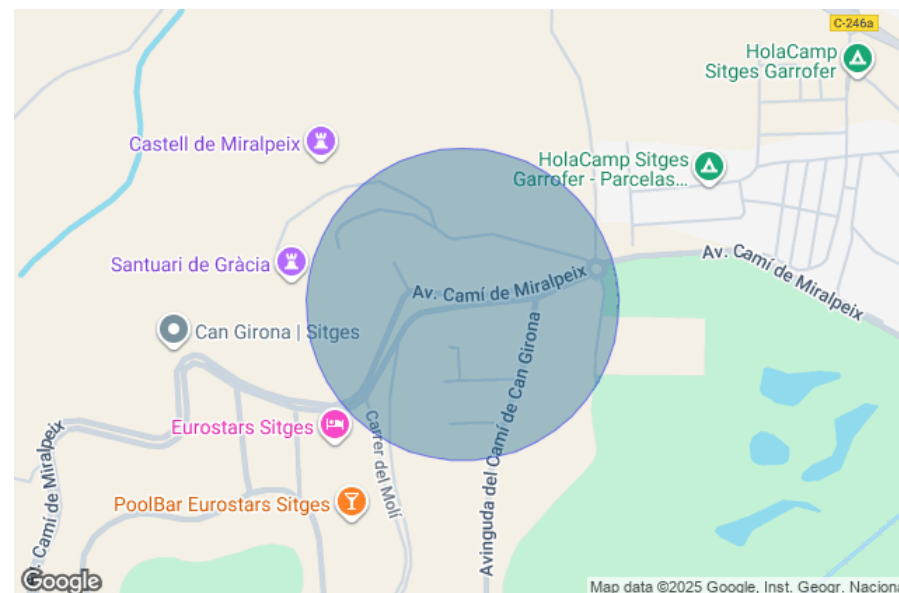 C-246a
HolaCamp
Sitges Garrofer
Castell de Miralpeix
HolaCamp Sitges
Garrofer - Parcelas...
Av. Camí de Miralpeix
Santuari de Gràcia
Av. Camí de Miralpeix
Can Girona | Sitges
Avinguda del Camí de Can Girona
Eurostars Sitges
Carrer del Molí
Av. Camí de Miralpeix
PoolBar Eurostars Sitges
Google
Map data ©2025 Google, Inst. Geogr. Naciona